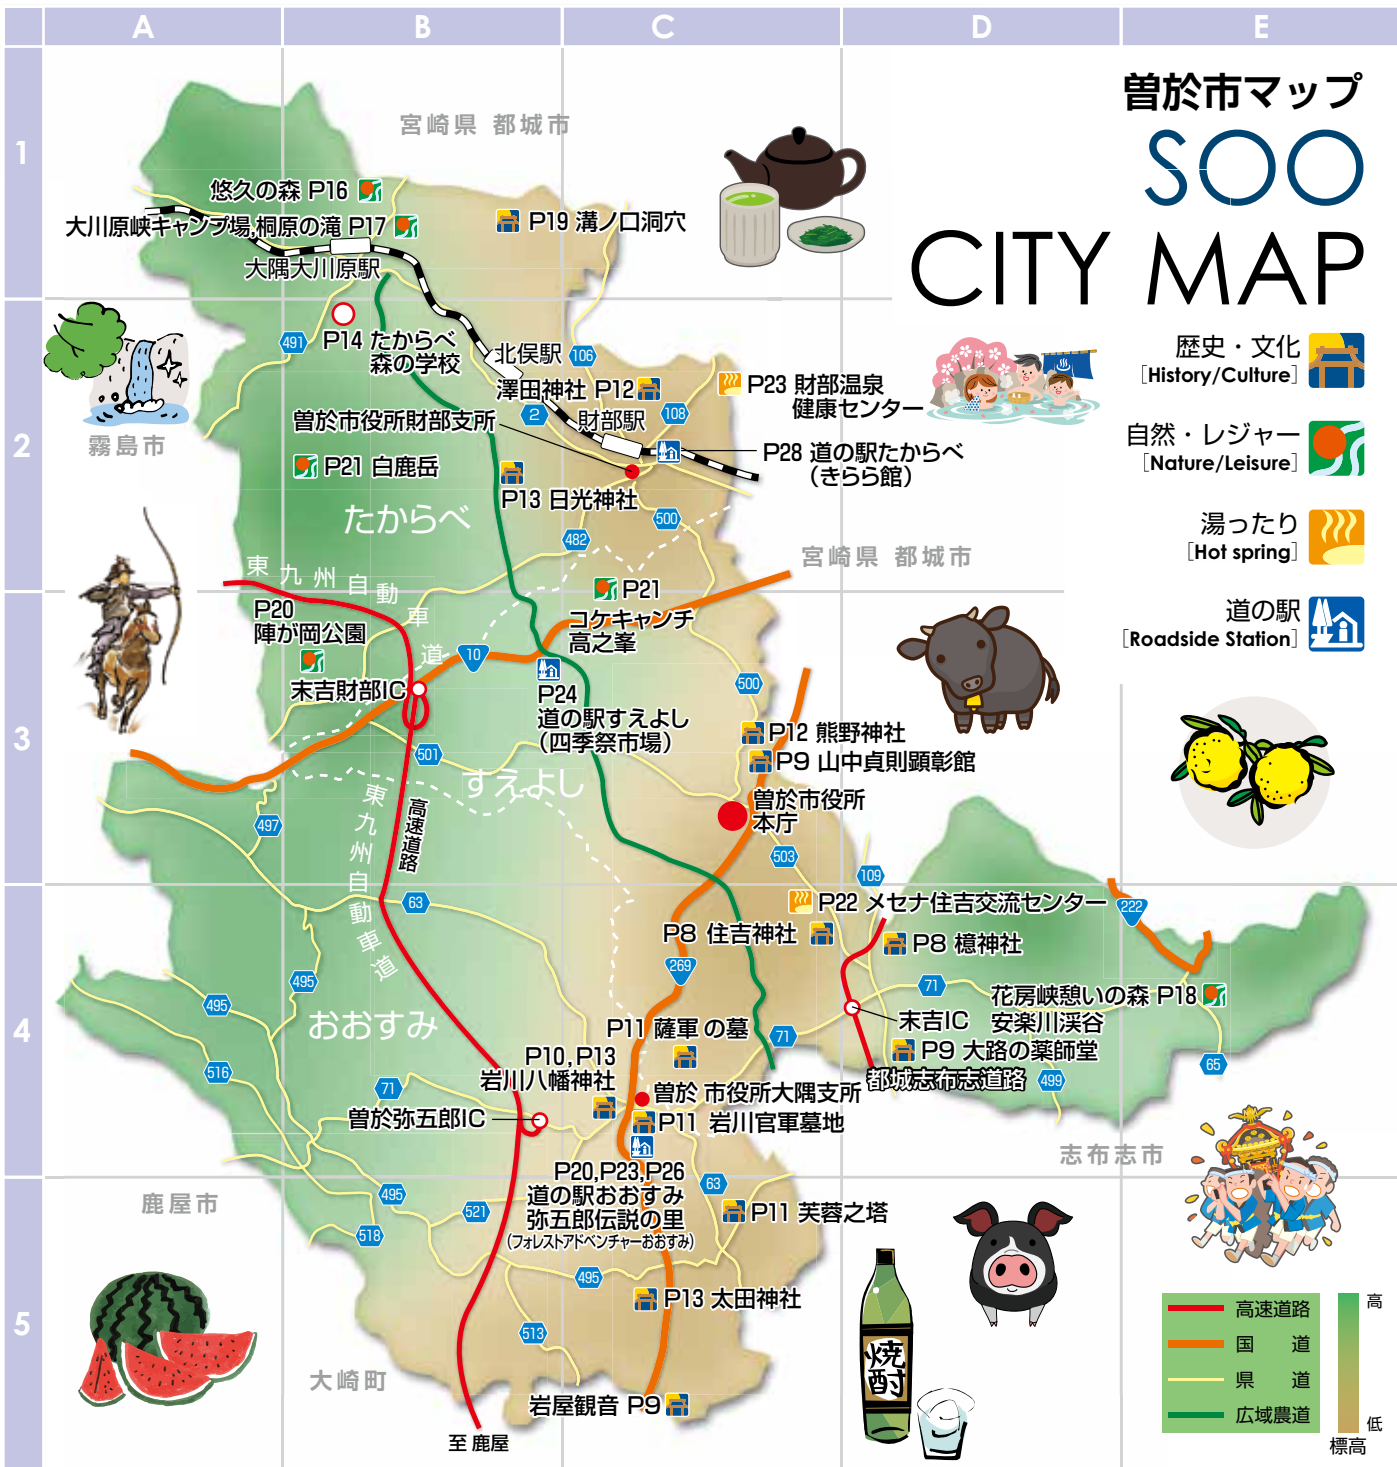 A
B
C
D
E
1
2
3
4
5
曽於市マップ
SOO
CITY MAP
歴史・文化
[History/Culture]
自然・レジャー
[Nature/Leisure]
湯ったり
[Hot spring]
道の駅
[Roadside Station]
宮崎県 都城市
悠久の森 P16
大川原峡キャンプ場,桐原の滝 P17
P19 溝ノ口洞穴
大隅大川原駅
491
P14 たからべ
森の学校
北俣駅
106
澤田神社 P12
P23 財部温泉
健康センター
2
108
曽於市役所財部支所
財部駅
霧島市
P28 道の駅たからべ
(きらら館)
P21 白鹿岳
P13 日光神社
たからべ
500
482
宮崎県 都城市
東九州自動車道
P21
コケキャンチ
高之峯
P20
陣が岡公園
10
末吉財部IC
P24
道の駅すえよし
(四季祭市場)
500
P12 熊野神社
P9 山中貞則顕彰館
501
すえよし
曽於市役所
本庁
497
東九州自動車道
高速道路
503
109
63
P22 メセナ住吉交流センター
222
P8 住吉神社
P8 檍神社
269
495
495
71
花房峡憩いの森 P18
安楽川渓谷
末吉IC
おおすみ
P11 薩軍の墓
71
P9 大路の薬師堂
P10,P13
岩川八幡神社
516
71
都城志布志道路
499
65
曽於 市役所大隅支所
曽於弥五郎IC
P11 岩川官軍墓地
志布志市
P20,P23,P26
道の駅おおすみ
弥五郎伝説の里
(フォレストアドベンチャーおおすみ)
63
鹿屋市
495
521
518
P11 芙蓉之塔
495
P13 太田神社
513
大崎町
岩屋観音 P9
至 鹿屋
焼酎
高速道路
国 道
県 道
広域農道
高
低
標高